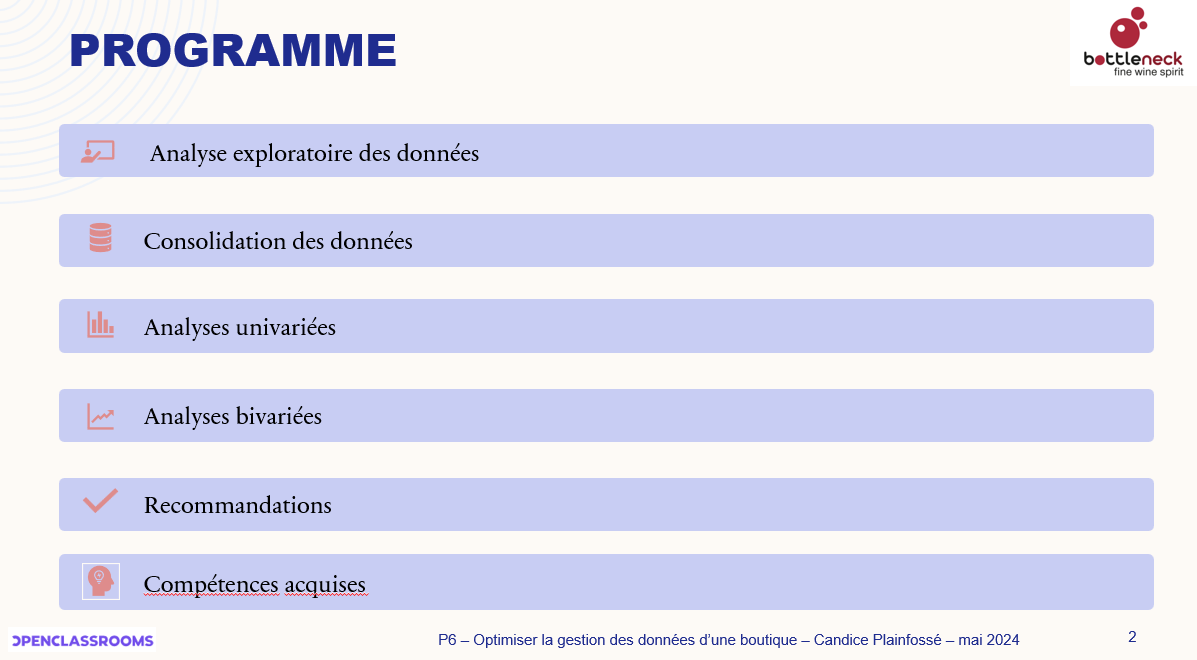 PROGRAMME
bottleneck
fine wine spirit
Analyse exploratoire des données
Consolidation des données
Analyses univariées
Analyses bivariées
Recommandations
Compétences acquises
OPENCLASSROOMS
P6 – Optimiser la gestion des données d’une boutique – Candice Plainfossé – mai 2024
2